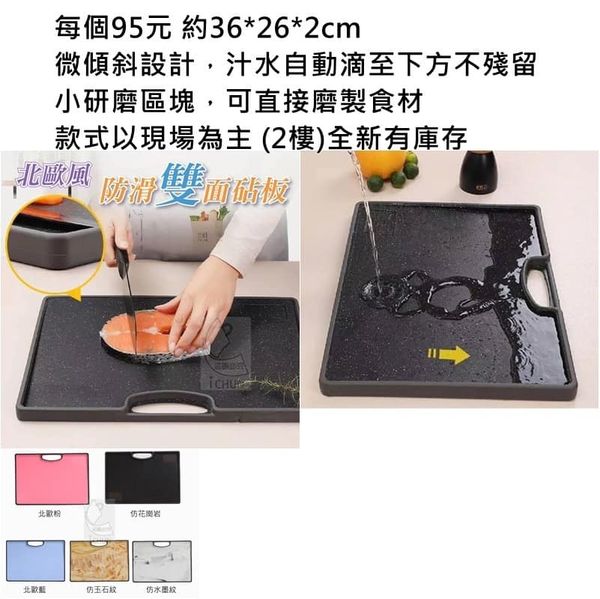 每個95元 約36*26*2cm
微傾斜設計，汁水自動滴至下方不殘留
小研磨區塊，可直接磨製食材
款式以現場為主 (2樓)全新有庫存
北歐風 防滑雙面砧板
iCHU
北歐粉
仿花崗岩
北歐藍
仿玉石紋
仿水墨紋